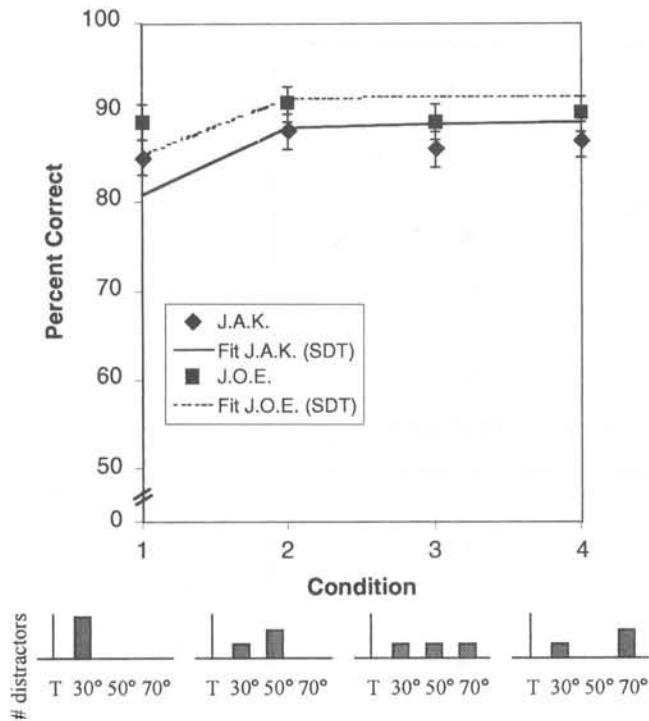 100
90
80
70
60
50
0
Percent Correct
J.A.K.
Fit J.A.K. (SDT)
J.O.E.
Fit J.O.E. (SDT)
1 2 3 4
Condition
# distractors
T 30° 50° 70° T 30° 50° 70° T 30° 50° 70° T 30° 50° 70°